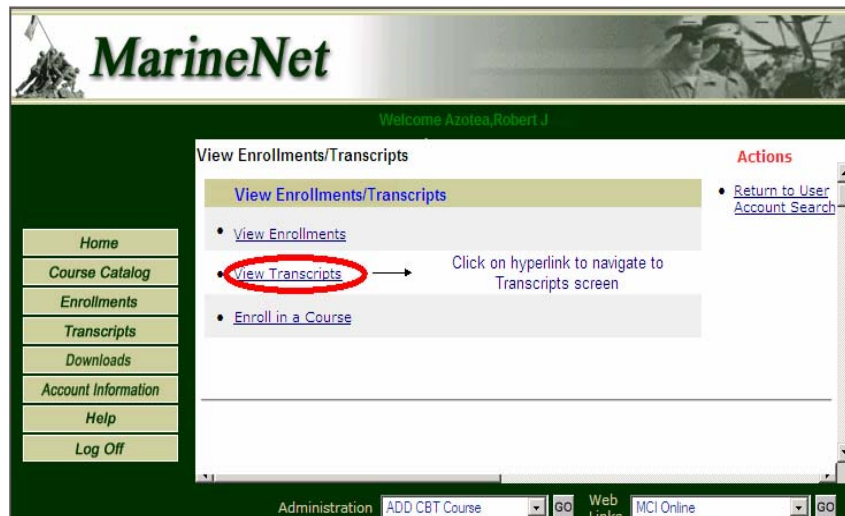 MarineNet
Welcome Azotea,Robert J
View Enrollments/Transcripts
Actions
View Enrollments/Transcripts
• Return to User
Account Search
• View Enrollments
• View Transcripts
Click on hyperlink to navigate to
Transcripts screen
• Enroll in a Course
Home
Course Catalog
Enrollments
Transcripts
Downloads
Account Information
Help
Log Off
Administration ADD CBT Course GO Web Links MCI Online GO